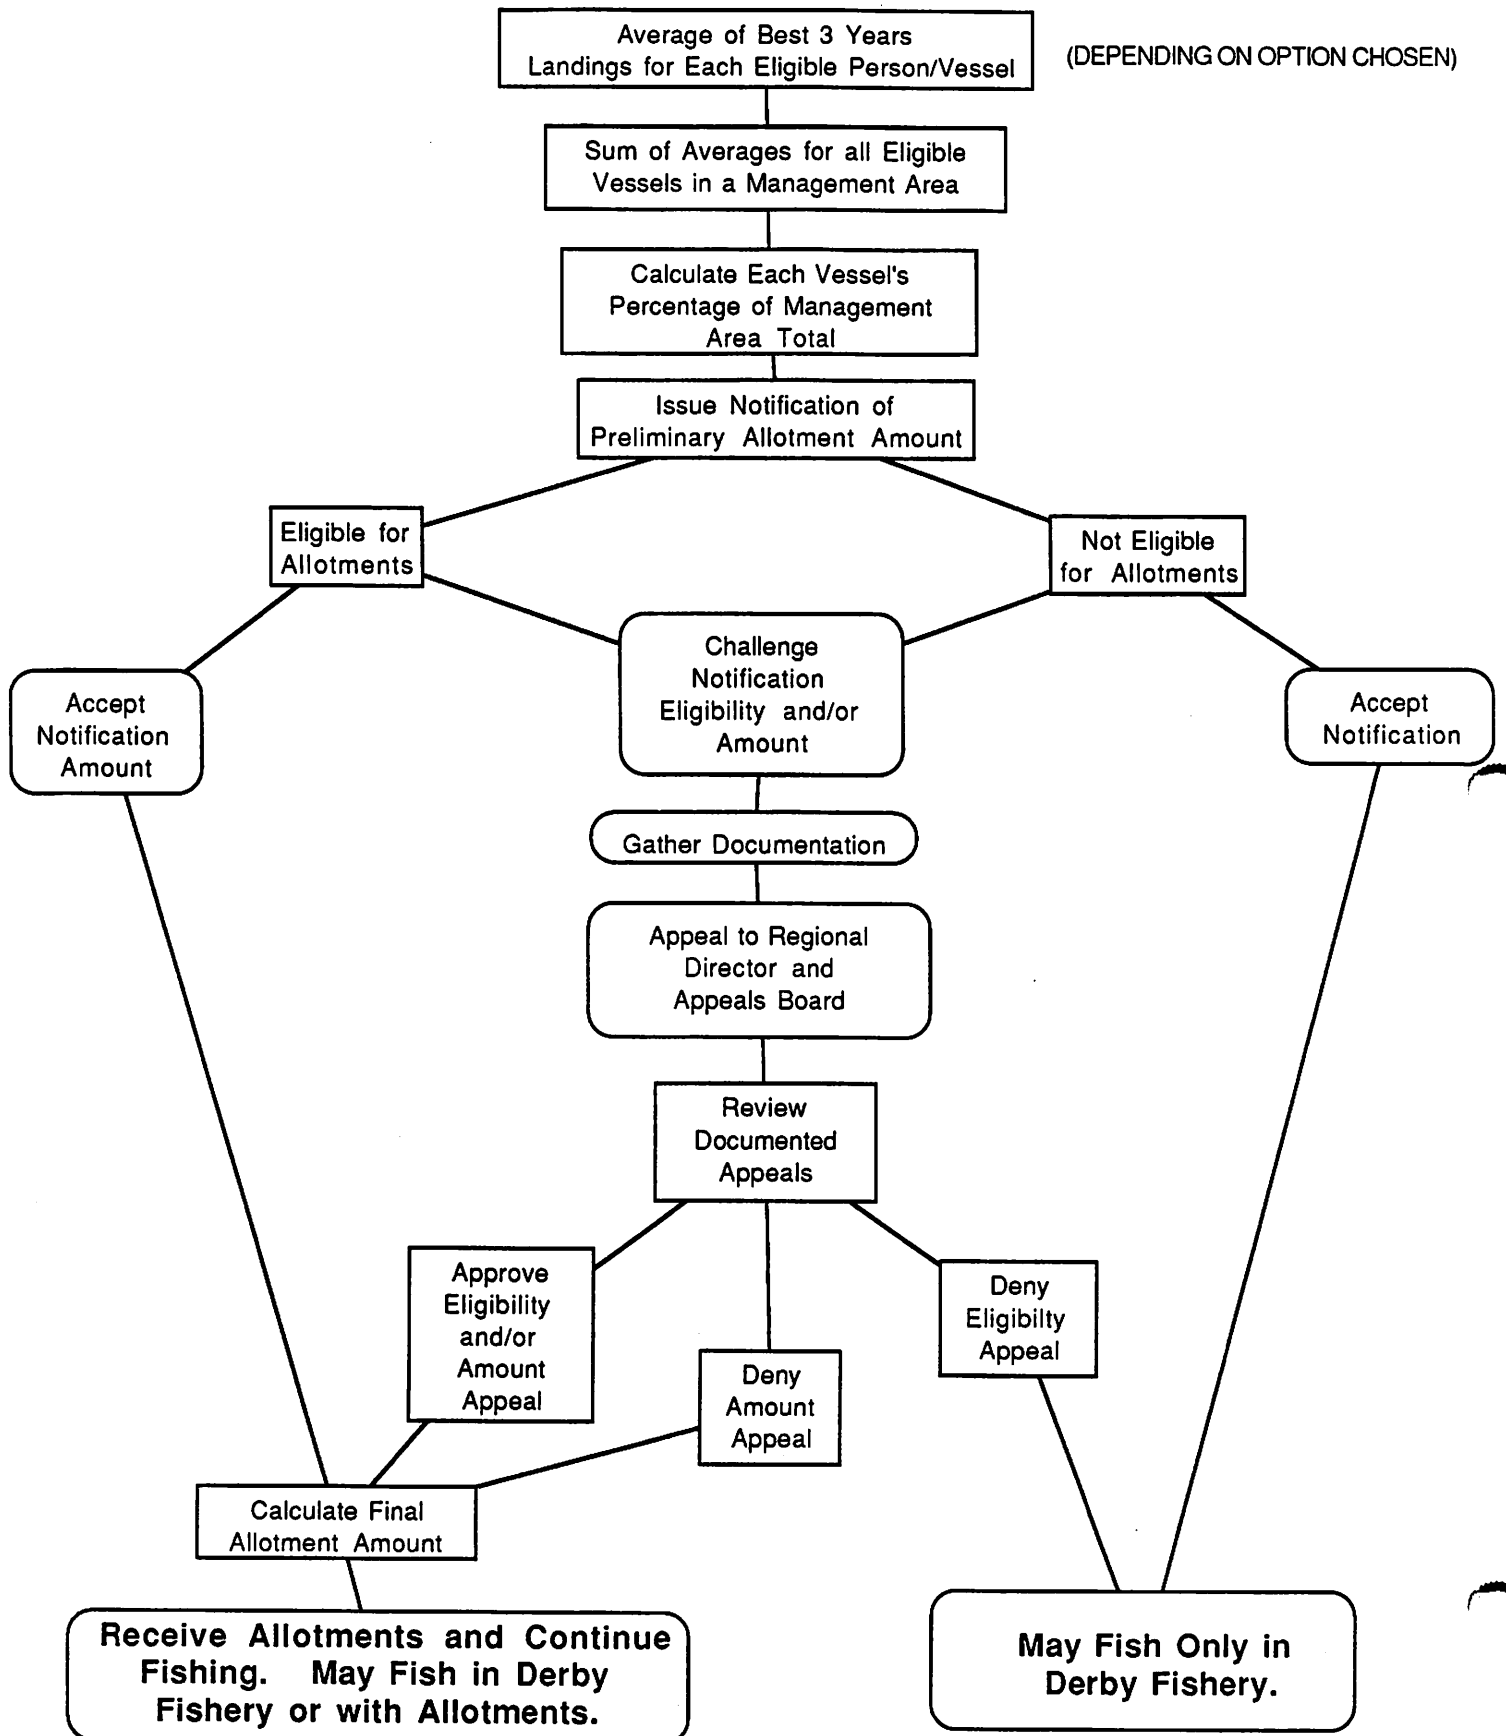 Average of Best 3 Years
Landings for Each Eligible Person/Vessel
(DEPENDING ON OPTION CHOSEN)
Sum of Averages for all Eligible
Vessels in a Management Area
Calculate Each Vessel's
Percentage of Management
Area Total
Issue Notification of
Preliminary Allotment Amount
Eligible for
Allotments
Not Eligible
for Allotments
Challenge
Notification
Eligibility and/or
Amount
Accept
Notification
Amount
Accept
Notification
Gather Documentation
Appeal to Regional
Director and
Appeals Board
Review
Documented
Appeals
Approve
Eligibility
and/or
Amount
Appeal
Deny
Amount
Appeal
Deny
Eligibilty
Appeal
Calculate Final
Allotment Amount
Receive Allotments and Continue
Fishing. May Fish in Derby
Fishery or with Allotments.
May Fish Only in
Derby Fishery.